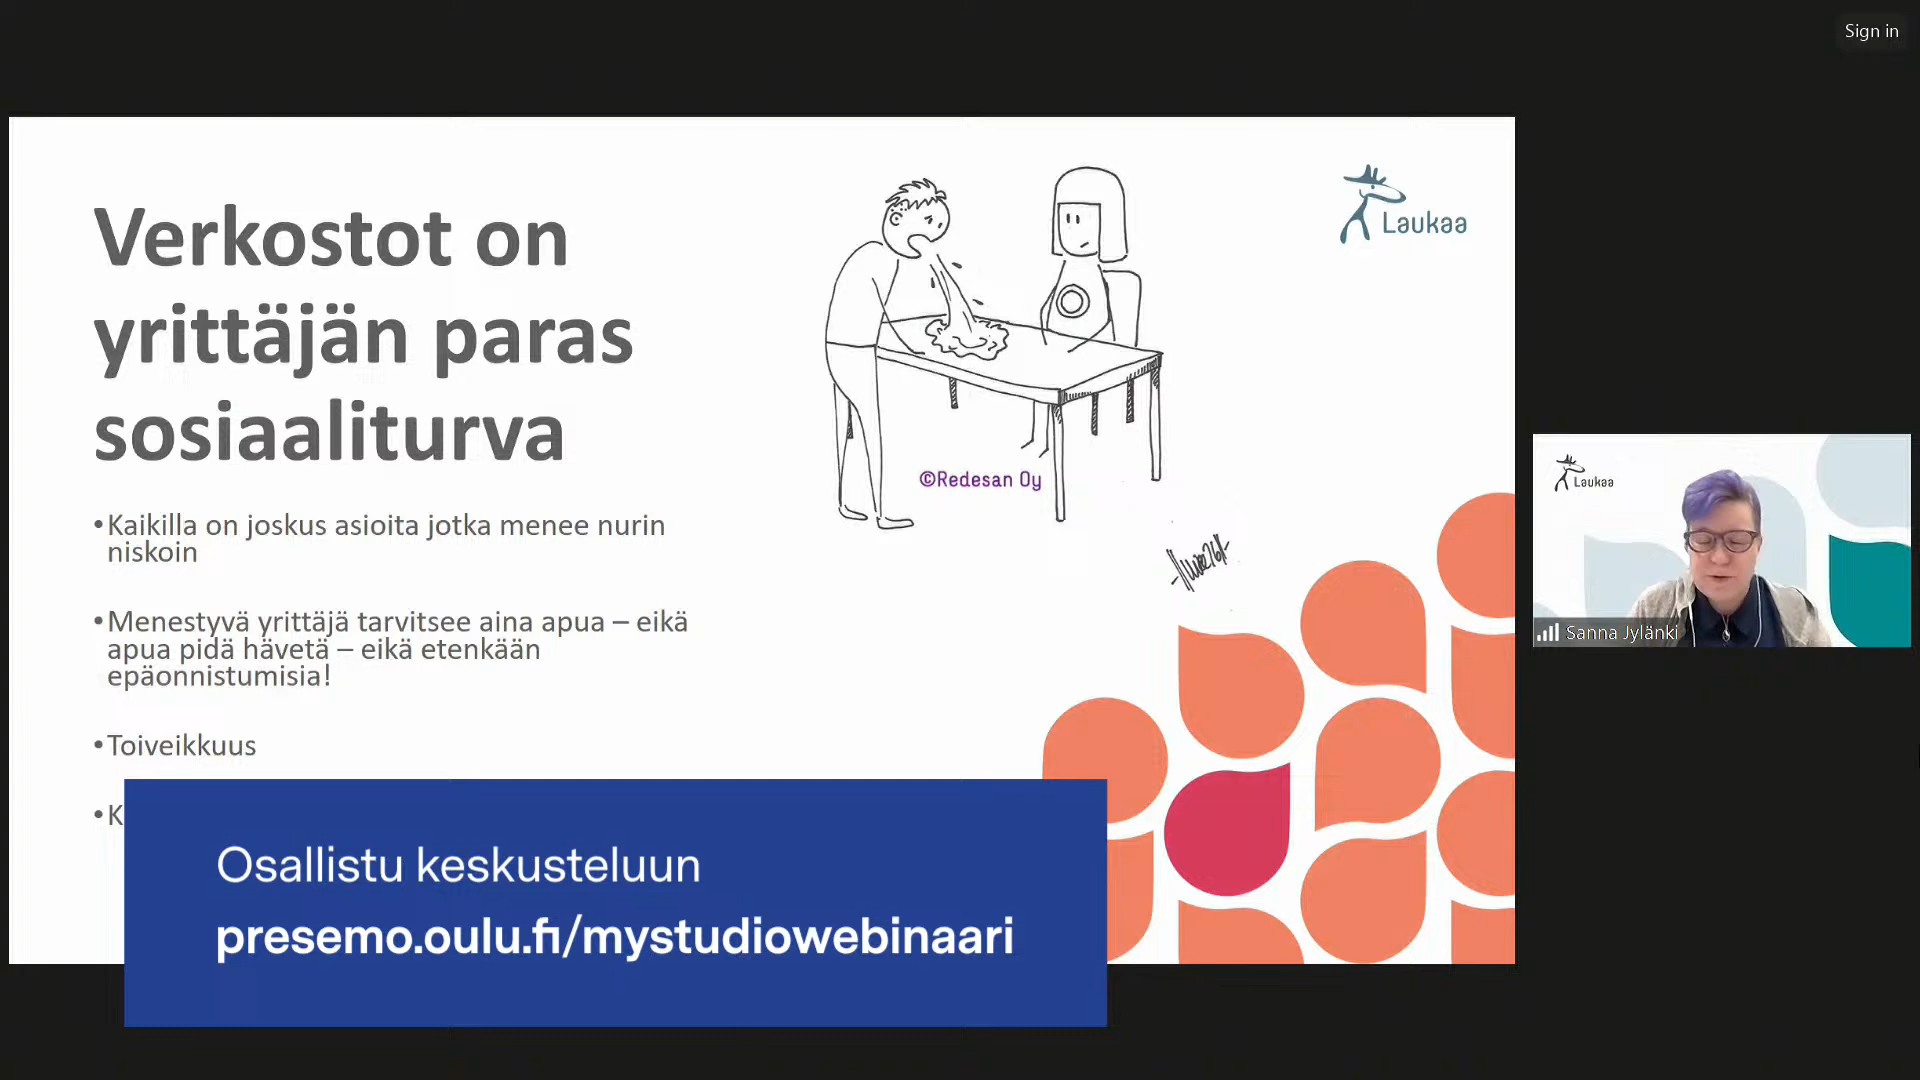 Sign in
Laukaa
Verkostot on
yrittäjän paras
sosiaaliturva
©Redesan Oy
•Kaikilla on joskus asioita jotka menee nurin
niskoin
•Menestyvä yrittäjä tarvitsee aina apua – eikä
apua pidä hävetä – eikä etenkään
epäonnistumisia!
•Toiveikkuus
•K
Osallistu keskusteluun
presemo.oulu.fi/mystudiowebinaari
Laukaa
Sanna Jylänki